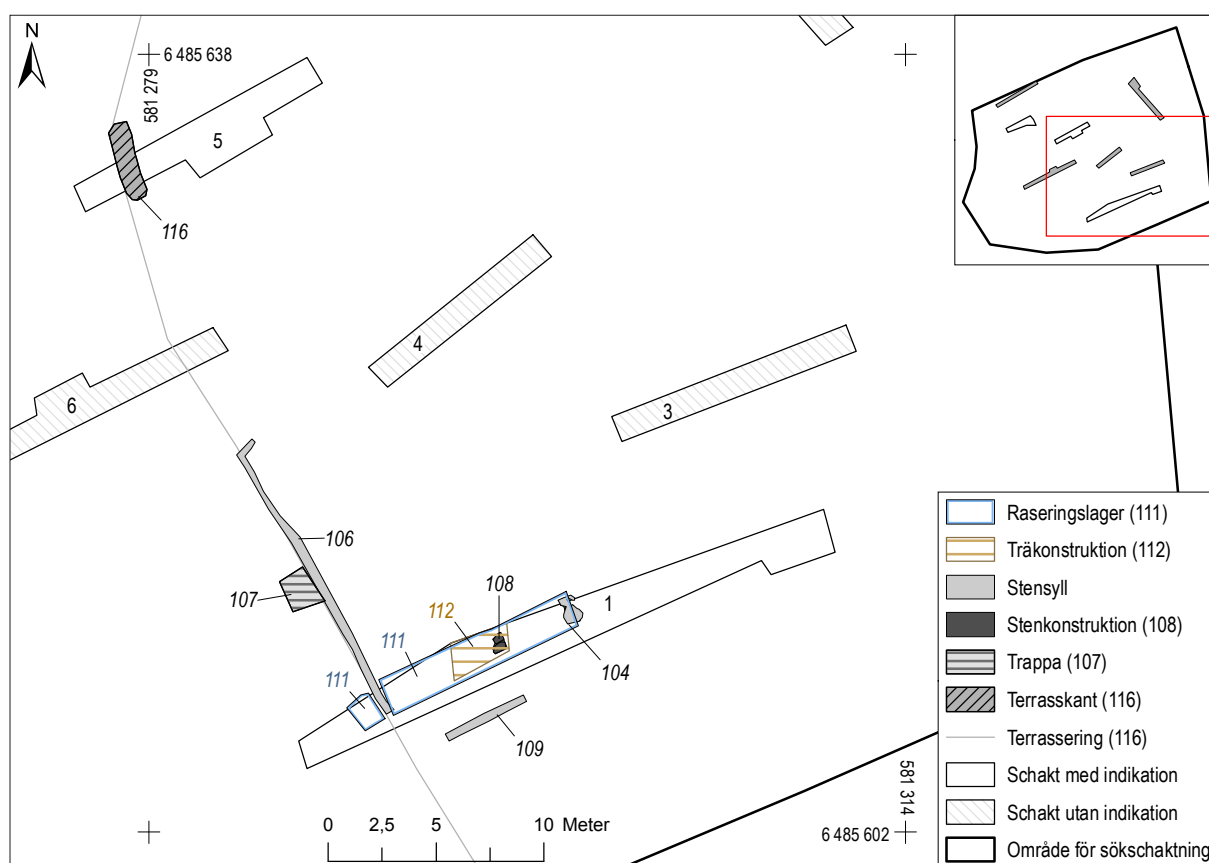 N
6 485 638
581 279
5
116
4
3
6
106
107
108
112
1
111
111
104
109
0 2,5 5 10 Meter
581 314
6 485 602
Raseringslager (111)
Träkonstruktion (112)
Stensyll
Stenkonstruktion (108)
Trappa (107)
Terrasskant (116)
Terrassering (116)
Schakt med indikation
Schakt utan indikation
Område för sökschaktning